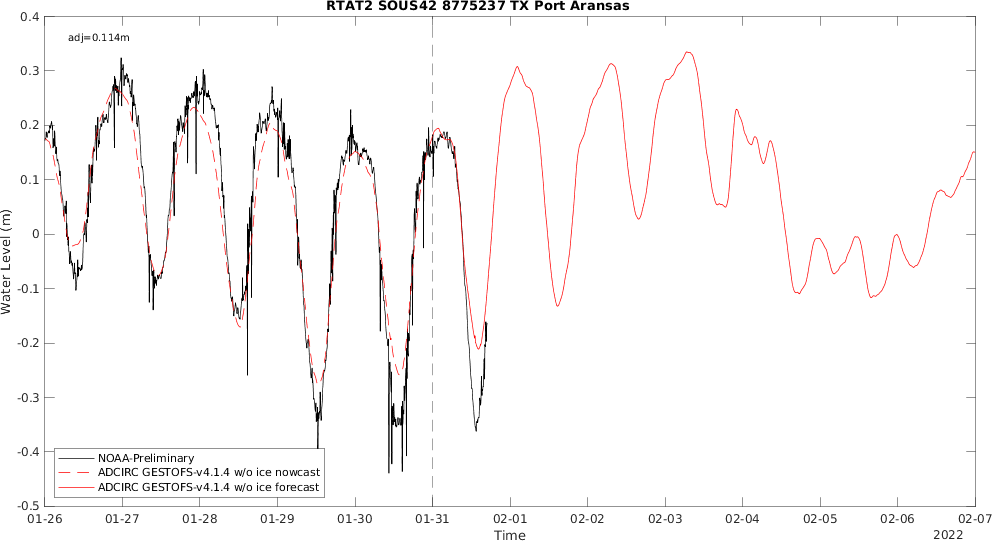 RTAT2 SOUS42 8775237 TX Port Aransas
adj=0.114m
0.4
0.3
0.2
0.1
0
-0.1
-0.2
-0.3
-0.4
-0.5
Water Level (m)
NOAA-Preliminary
ADCIRC GESTOFS-v4.1.4 w/o ice nowcast
ADCIRC GESTOFS-v4.1.4 w/o ice forecast
01-26 01-27 01-28 01-29 01-30 01-31 02-01 02-02 02-03 02-04 02-05 02-06 02-07
Time
2022